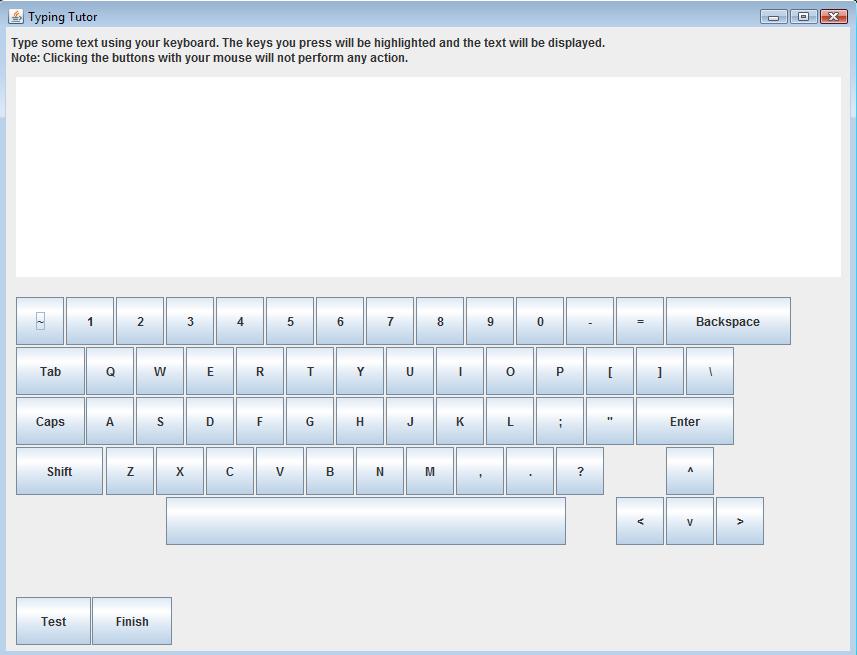 Typing Tutor
Type some text using your keyboard. The keys you press will be highlighted and the text will be displayed.
Note: Clicking the buttons with your mouse will not perform any action.
~ 1 2 3 4 5 6 7 8 9 0 - = Backspace
Tab Q W E R T Y U I O P [ ] \
Caps A S D F G H J K L ; " Enter
Shift Z X C V B N M , . ? ^
< v >
Test Finish